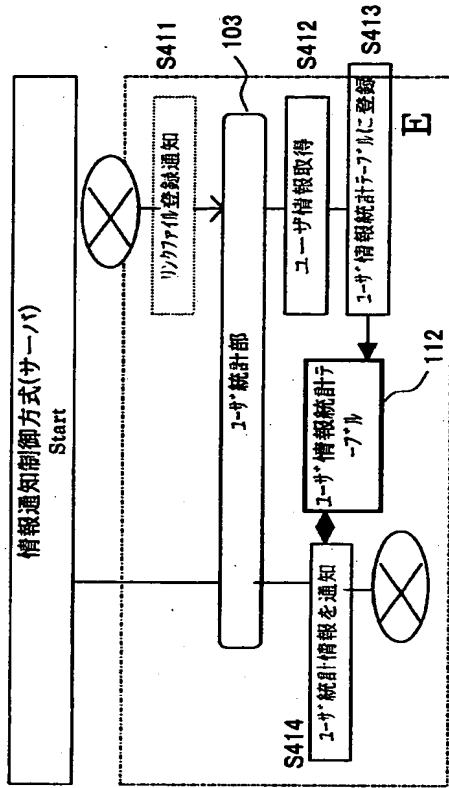 情報通知制御方式(サーバ)
Start
リンクファイル登録通知
S411
ユーザ統計部
103
ユーザ情報取得
S412
ユーザ情報統計テーブルに登録
S413
E
ユーザ情報統計テ
ーブル
112
S414
ユーザ統計情報を通知